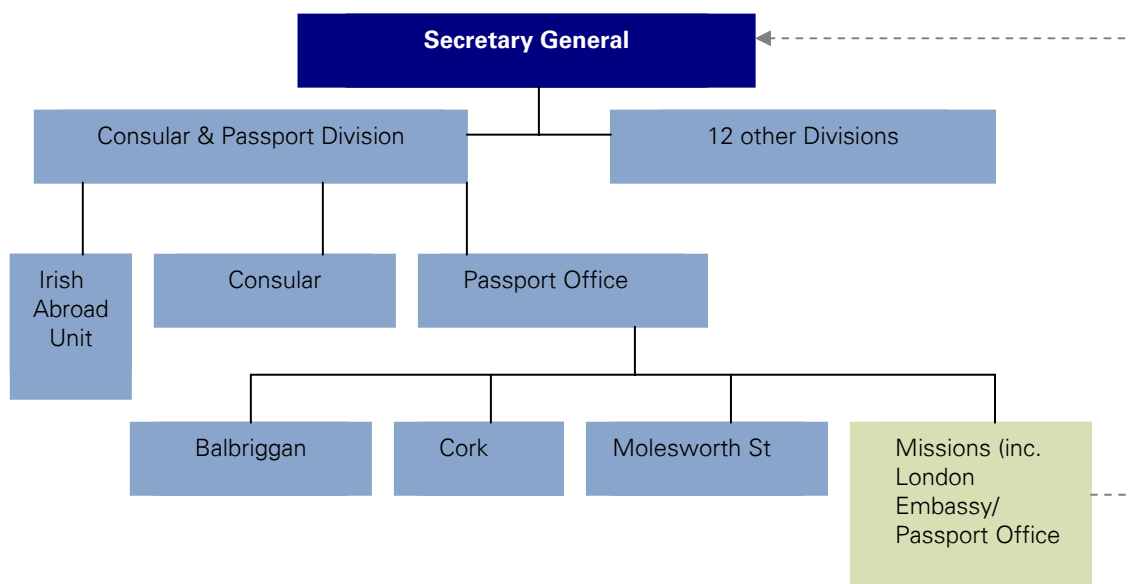 Secretary General
Consular & Passport Division
12 other Divisions
Irish
Abroad
Unit
Consular
Passport Office
Balbriggan
Cork
Molesworth St
Missions (inc.
London
Embassy/
Passport Office